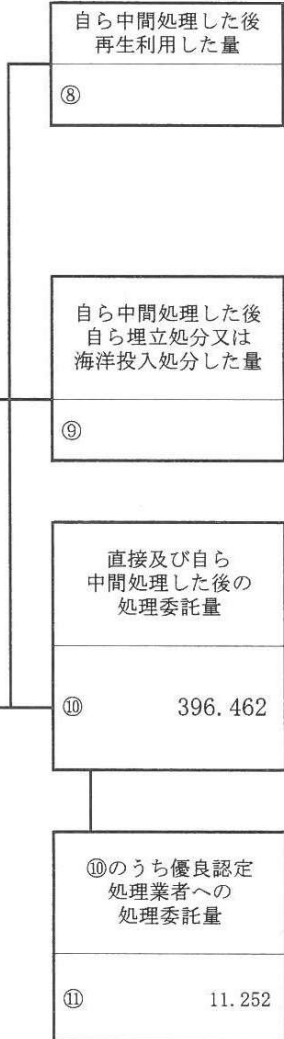 自ら中間処理した後
再生利用した量
⑧
自ら中間処理した後
自ら埋立処分又は
海洋投入処分した量
⑨
直接及び自ら
中間処理した後の
処理委託量
⑩ 396.462
⑩のうち優良認定
処理業者への
処理委託量
⑪ 11.252